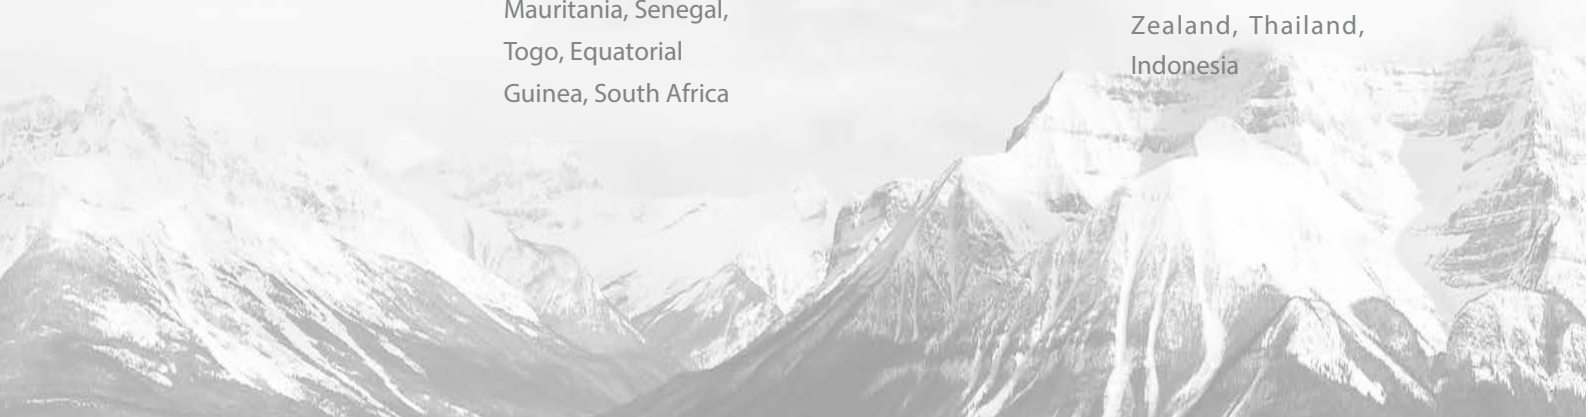 Mauritania, Senegal,
Togo, Equatorial
Guinea, South Africa
Zealand, Thailand,
Indonesia